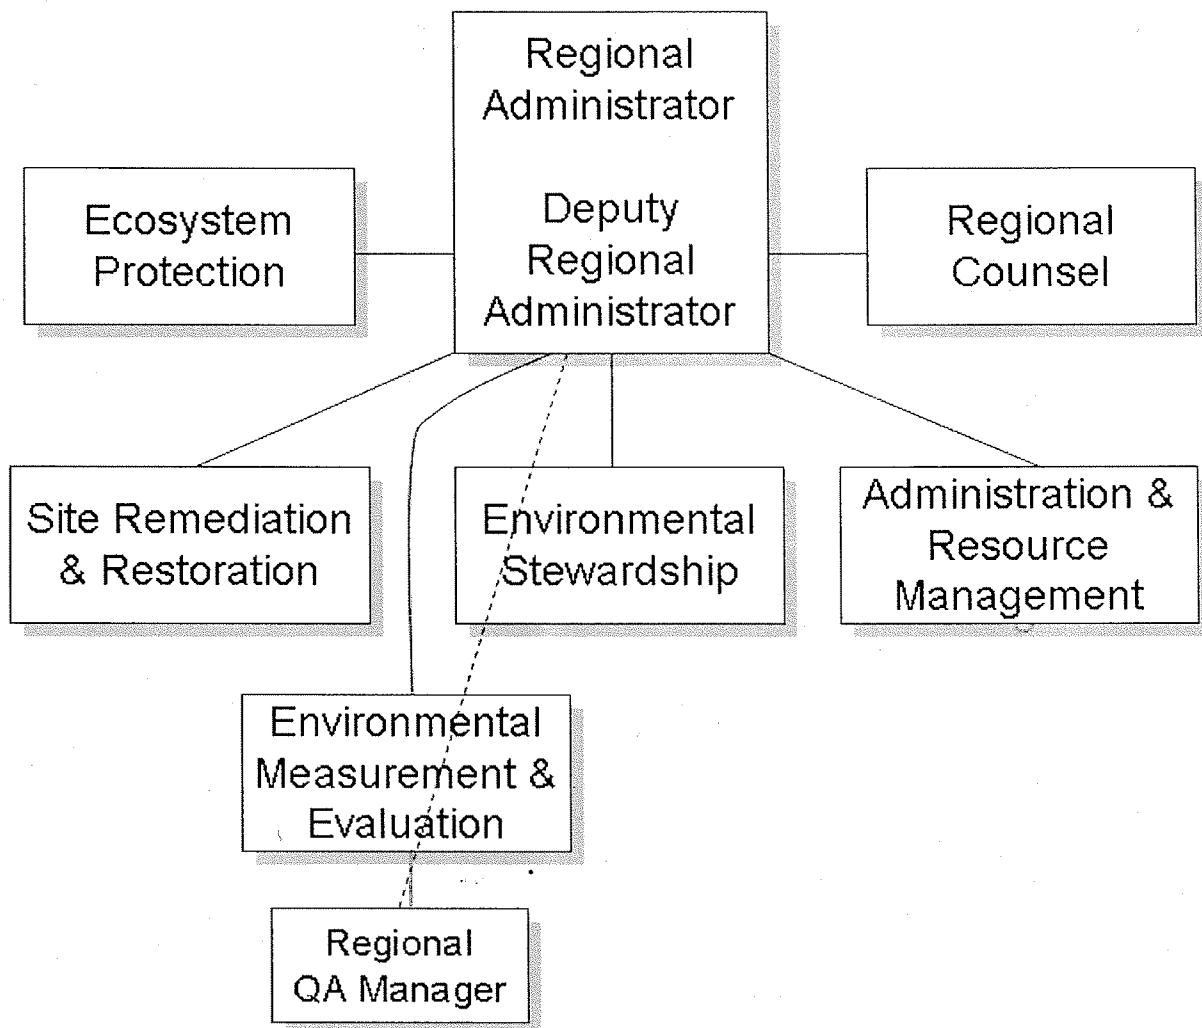 Regional
Administrator
Deputy
Regional
Administrator
Ecosystem
Protection
Regional
Counsel
Site Remediation
& Restoration
Environmental
Stewardship
Administration &
Resource
Management
Environmental
Measurement &
Evaluation
Regional
QA Manager